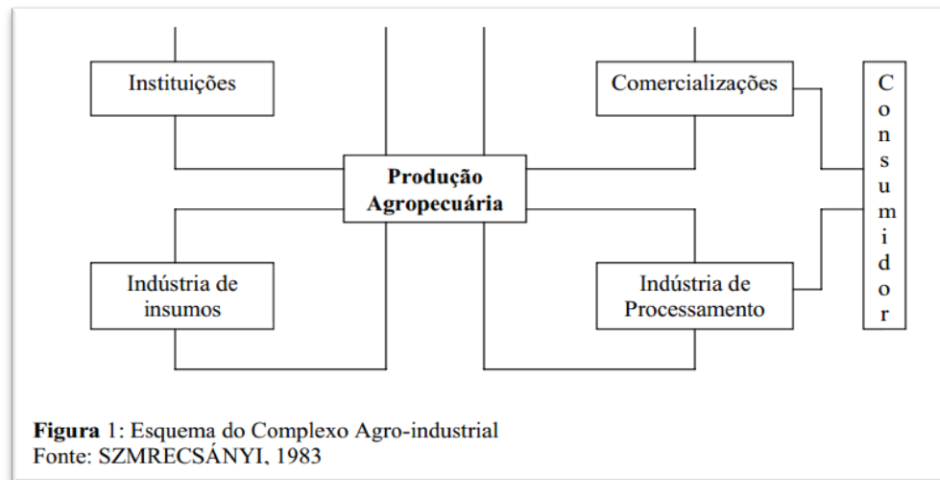 Instituições
Comercializações
Produção
Agropecuária
Indústria de
insumos
Indústria de
Processamento
C
o
n
s
u
m
i
d
o
r
Figura 1: Esquema do Complexo Agro-industrial
Fonte: SZMRECSÁNYI, 1983